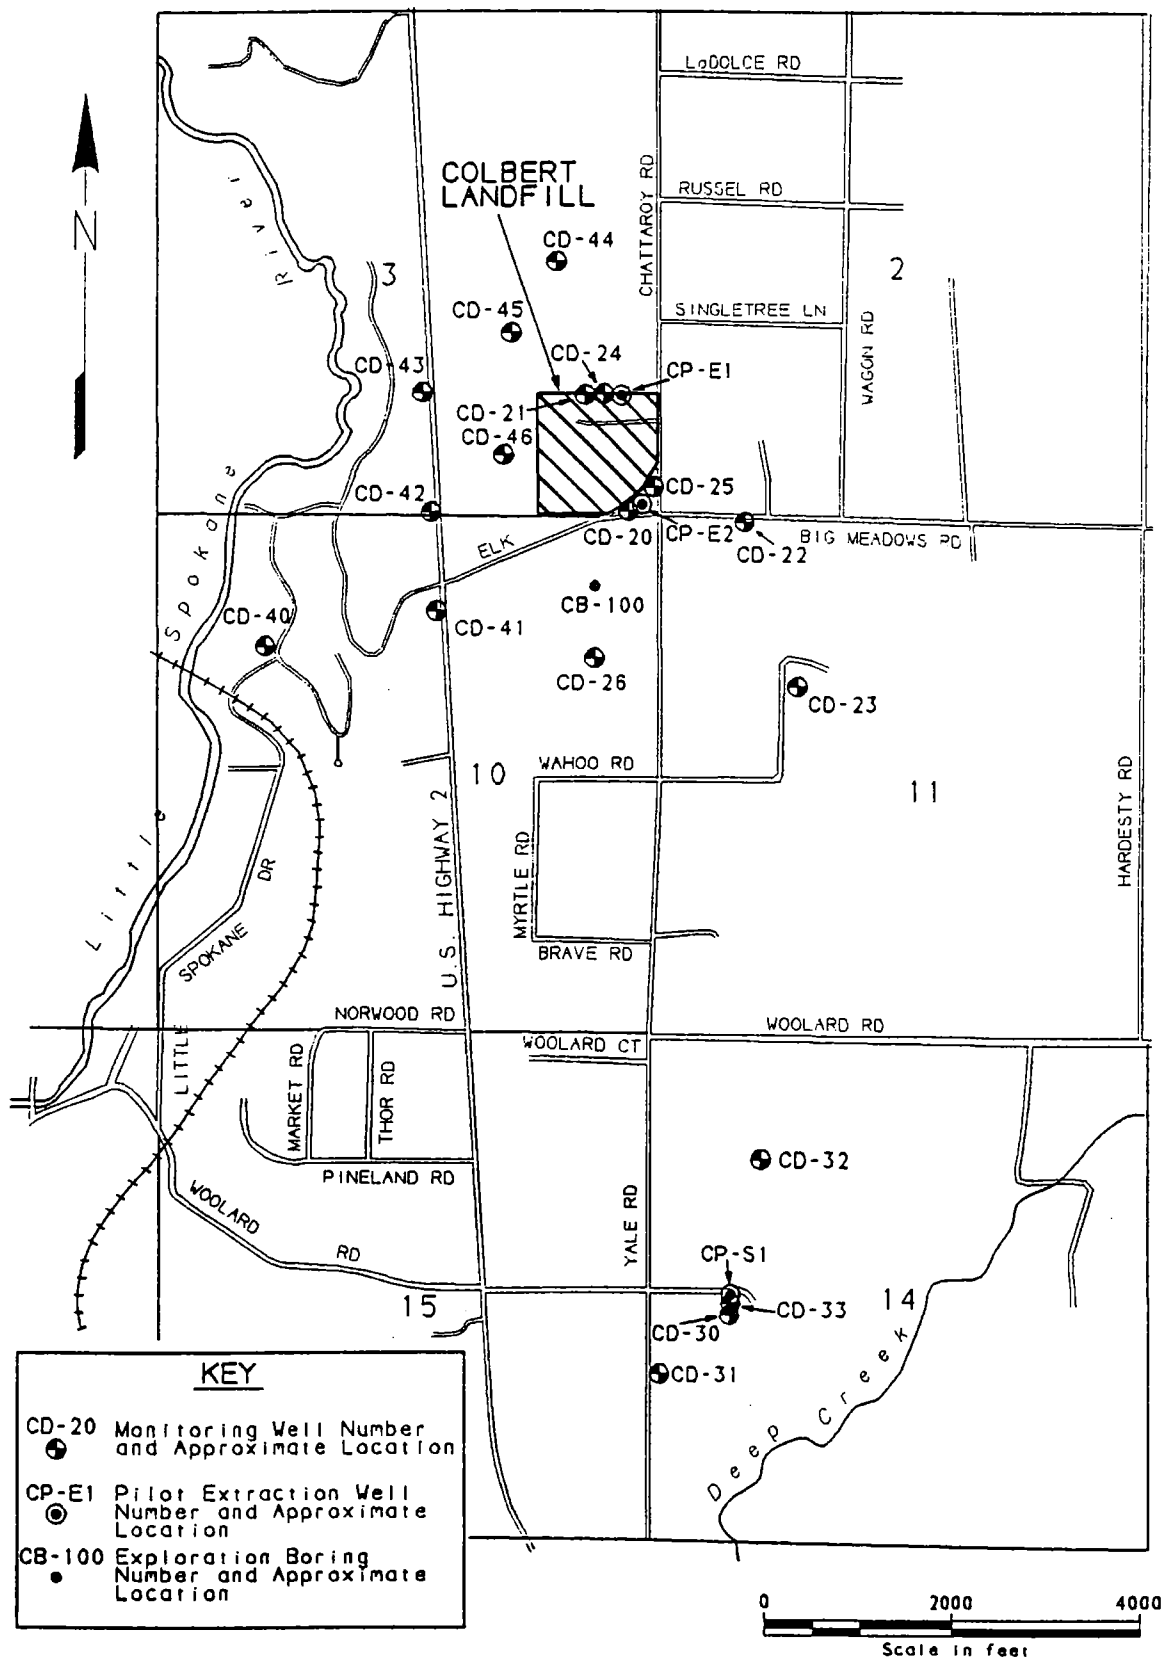 LaDOLCE RD
COLBERT
LANDFILL
CHATTAROY RD
RUSSEL RD
N
River
3
CD-44
2
CD-45
SINGLETREE LN
WAGON RD
CD-24
CD-43
CP-E1
CD-21
CD-46
CD-25
CD-42
Spokane
ELK
CD-20
CP-E2
BIG MEADOWS RD
CD-22
CB-100
CD-40
CD-41
CD-26
CD-23
WAHOO RD
10
11
HARDESTY RD
U.S. HIGHWAY 2
MYRTLE RD
Little
DR
SPOKANE
LITTLE
BRAVE RD
NORWOOD RD
WOOLARD RD
WOOLARD CT
MARKET RD
THOR RD
CD-32
PINELAND RD
WOOLARD
RD
YALE RD
CP-S1
15
14
CD-33
CD-30
CD-31
Deep Creek
KEY
CD-20 Monitoring Well Number
and Approximate Location
CP-E1 Pilot Extraction Well
Number and Approximate
Location
CB-100 Exploration Boring
Number and Approximate
Location
0 2000 4000
Scale in feet